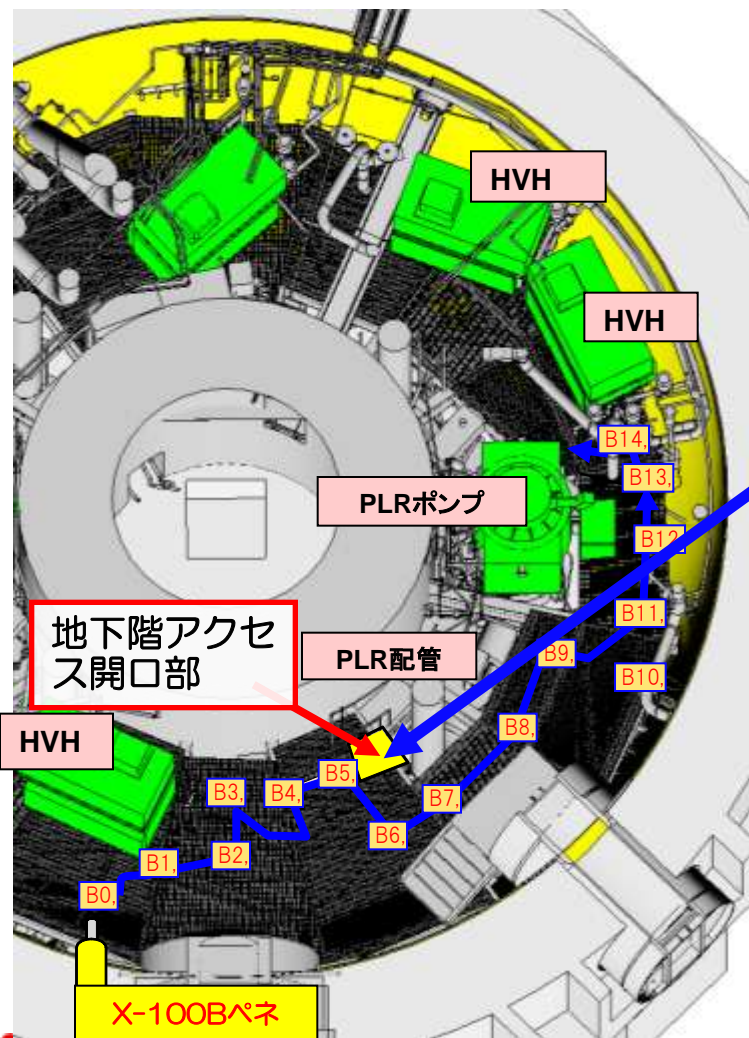 HVH
HVH
B14,
B13,
PLRポンプ
B12
地下階アクセ
ス開口部
B11,
PLR配管
B9,
B10,
HVH
B8,
B5,
B3,
B4,
B7,
B6,
B2,
B1,
B0,
X-100Bペネ